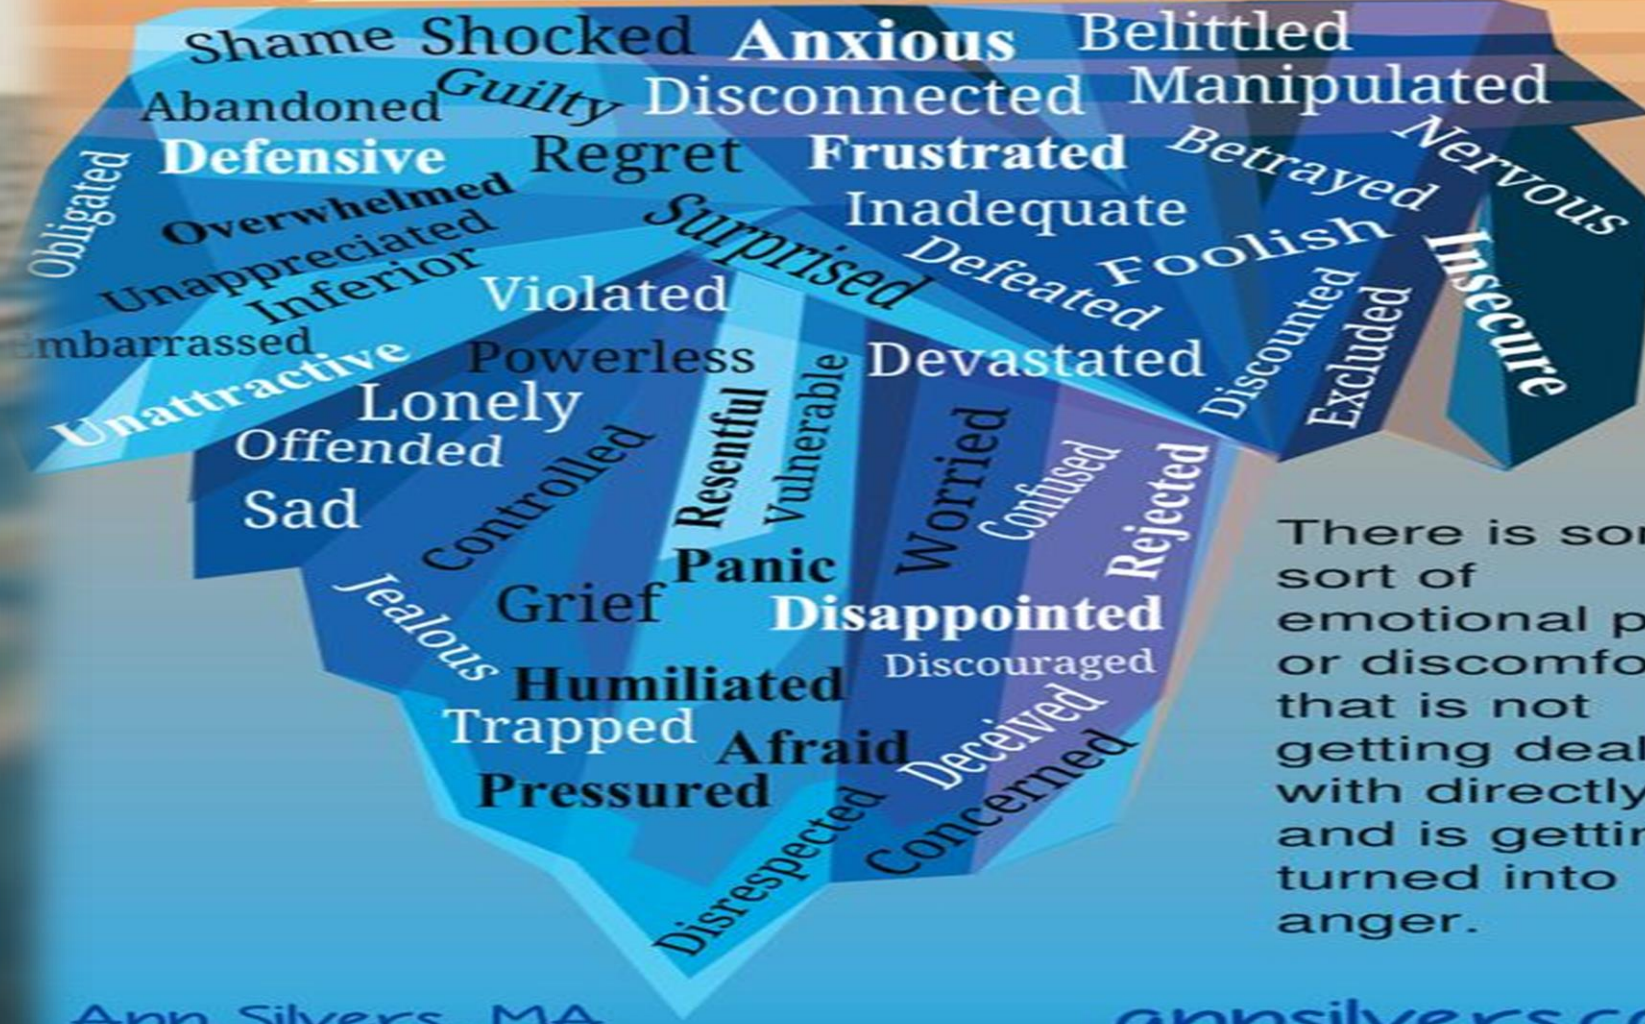 Shame Shocked Anxious Belittled
Abandoned Guilty Disconnected Manipulated
Obligated Defensive Regret Frustrated Betrayed Nervous
Overwhelmed Surprised Inadequate
Unappreciated Defeated Foolish Insecure
Inferior Violated Discounted Excluded
mbarrassed Powerless Devastated
Unattractive Lonely Resentful Vulnerable Worried Confused Rejected
Offended Controlled
Sad
Jealous Grief Panic Disappointed
Humiliated Discouraged
Trapped Afraid Deceived
Pressured Disrespected Concerned
There is so
sort of
emotional p
or discomfo
that is not
getting deal
with directly
and is gettin
turned into
anger.
Ann Silvers, MA
annsilvers.c